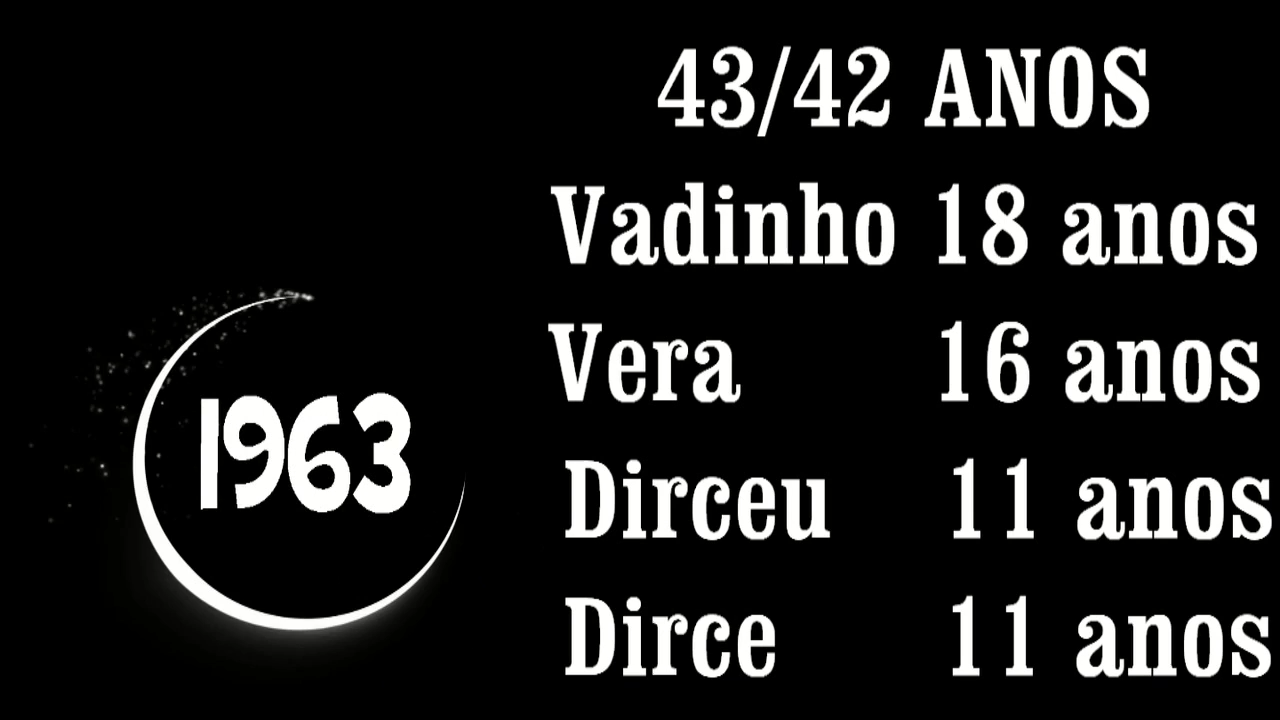 1963
43/42 ANOS
Vadinho 18 anos
Vera 16 anos
Dirceu 11 anos
Dirce 11 anos